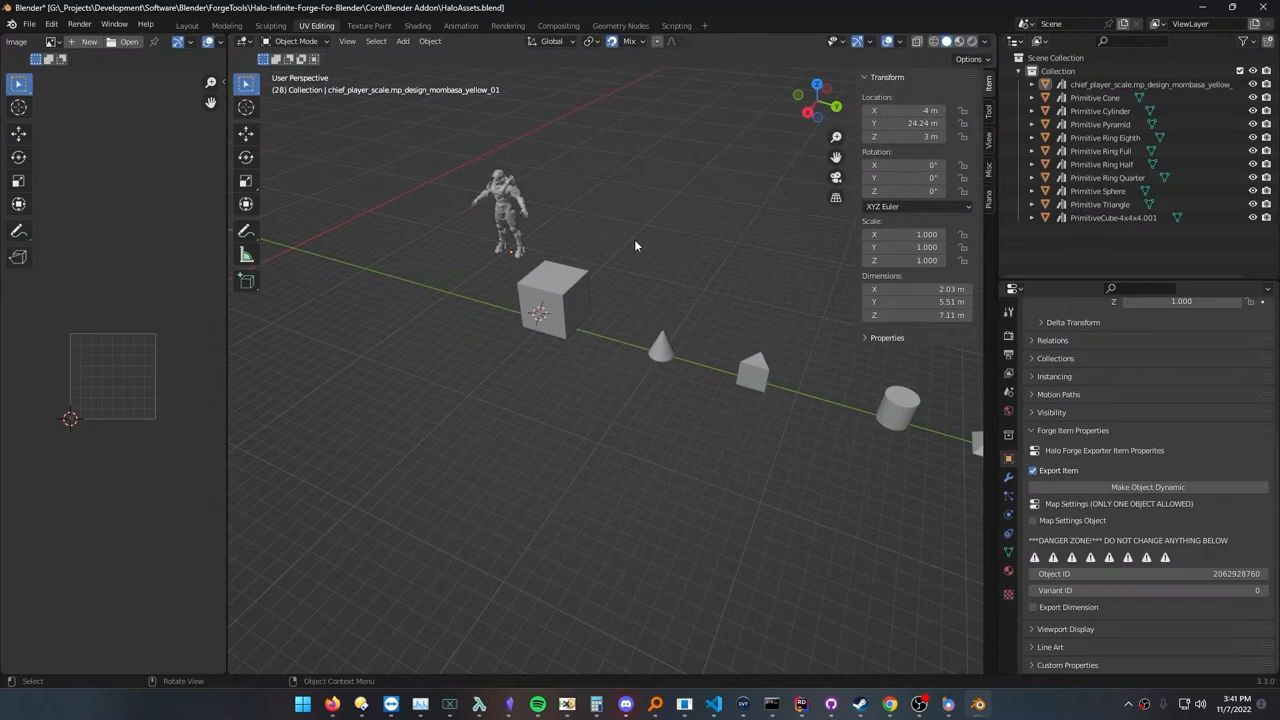 Blender* [G:\_Projects\Development\Software\Blender\ForgeTools\Halo-Infinite-Forge-For-Blender\Core\Blender Addon\HaloAssets.blend]
File Edit Render Window Help Layout Modeling Sculpting UV Editing Texture Paint Shading Animation Rendering Compositing Geometry Nodes Scripting + Scene ViewLayer
Image New Open Object Mode View Select Add Object Global Mix
Options
User Perspective
(28) Collection | chief_player_scale.mp_design_mombasa_yellow_01
Z
Y
X
Transform
Location:
X -4 m
Y 24.24 m
Z 3 m
Rotation:
X 0°
Y 0°
Z 0°
XYZ Euler
Scale:
X 1.000
Y 1.000
Z 1.000
Dimensions:
X 2.03 m
Y 5.51 m
Z 7.11 m
Properties
Item
Tool
View
Misc
Scene Collection
Collection
chief_player_scale.mp_design_mombasa_yellow_
Primitive Cone
Primitive Cylinder
Primitive Pyramid
Primitive Ring Eighth
Primitive Ring Full
Primitive Ring Half
Primitive Ring Quarter
Primitive Sphere
Primitive Triangle
PrimitiveCube-4x4x4.001
Z 1.000
Delta Transform
Relations
Collections
Instancing
Motion Paths
Visibility
Forge Item Properties
Halo Forge Exporter Item Properites
Export Item
Make Object Dynamic
Map Settings (ONLY ONE OBJECT ALLOWED)
Map Settings Object
***DANGER ZONE!*** DO NOT CHANGE ANYTHING BELOW
Object ID 2062928760
Variant ID 0
Export Dimension
Viewport Display
Line Art
Custom Properties
Select Rotate View Object Context Menu 3.3.0
3:41 PM
11/7/2022